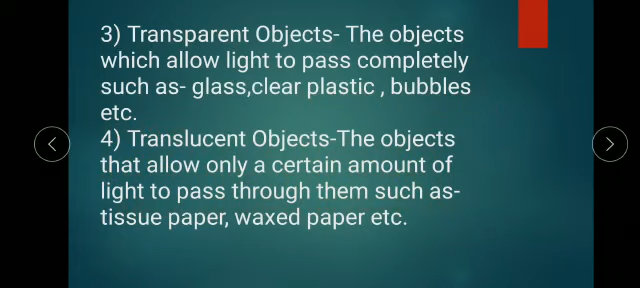 3) Transparent Objects- The objects
which allow light to pass completely
such as- glass,clear plastic , bubbles
etc.
4) Translucent Objects-The objects
that allow only a certain amount of
light to pass through them such as-
tissue paper, waxed paper etc.